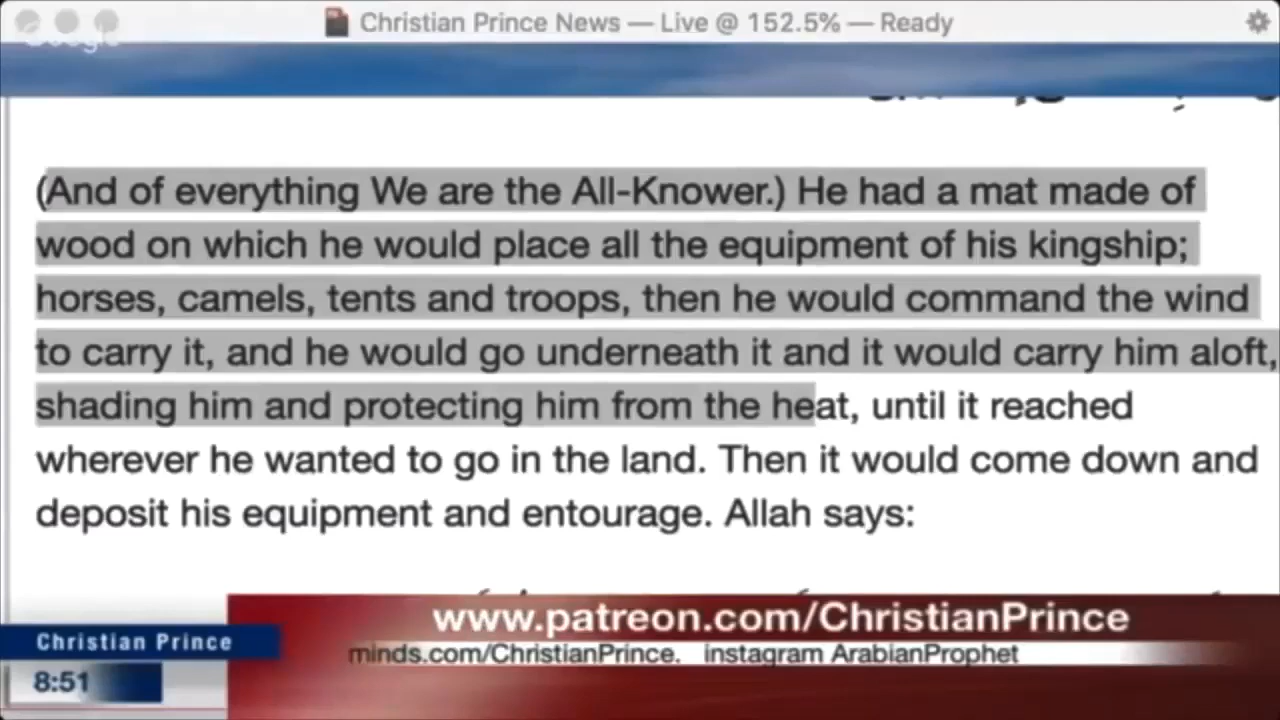 Christian Prince News — Live @ 152.5% — Ready
Google
(And of everything We are the All-Knower.) He had a mat made of
wood on which he would place all the equipment of his kingship;
horses, camels, tents and troops, then he would command the wind
to carry it, and he would go underneath it and it would carry him aloft,
shading him and protecting him from the heat, until it reached
wherever he wanted to go in the land. Then it would come down and
deposit his equipment and entourage. Allah says:
www.patreon.com/ChristianPrince
Christian Prince
minds.com/ChristianPrince. instagram ArabianProphet
8:51